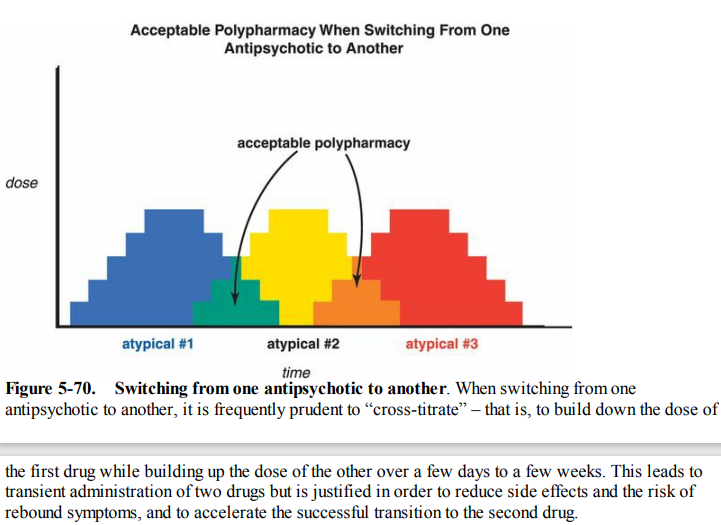 Acceptable Polypharmacy When Switching From One
Antipsychotic to Another
acceptable polypharmacy
dose
atypical #1
atypical #2
atypical #3
time
Figure 5-70. Switching from one antipsychotic to another. When switching from one
antipsychotic to another, it is frequently prudent to “cross-titrate” – that is, to build down the dose of
the first drug while building up the dose of the other over a few days to a few weeks. This leads to
transient administration of two drugs but is justified in order to reduce side effects and the risk of
rebound symptoms, and to accelerate the successful transition to the second drug.